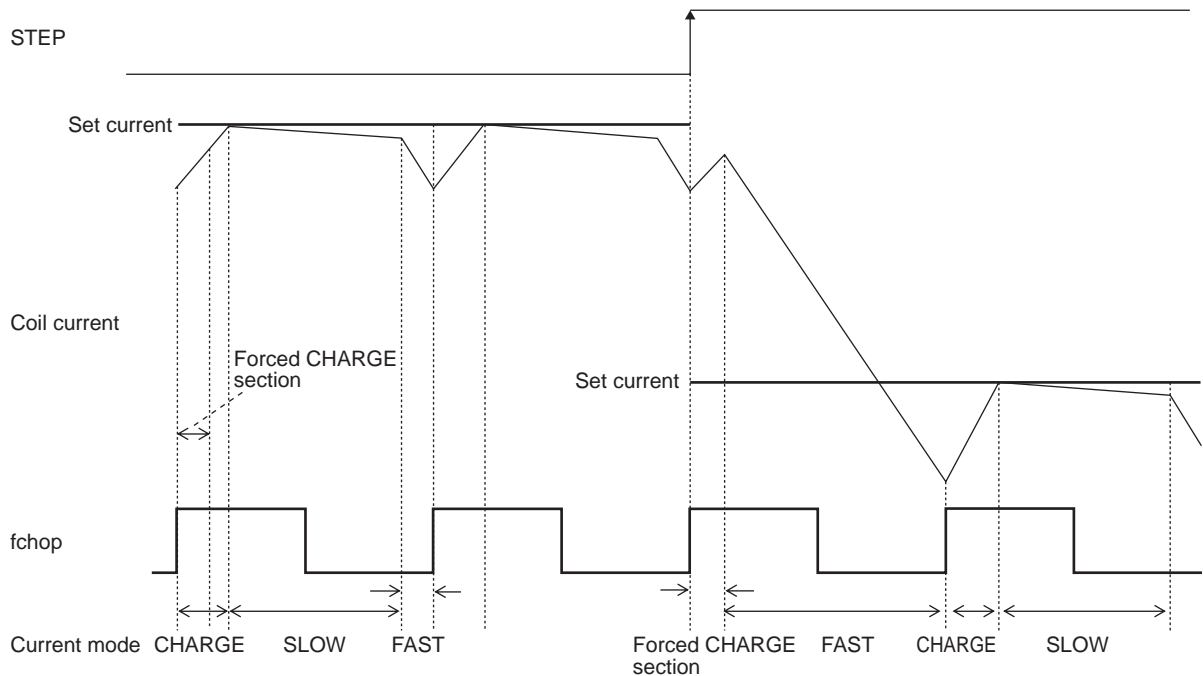 STEP
Set current
Coil current
Forced CHARGE
section
Set current
fchop
Current mode CHARGE SLOW FAST Forced CHARGE FAST CHARGE SLOW
section